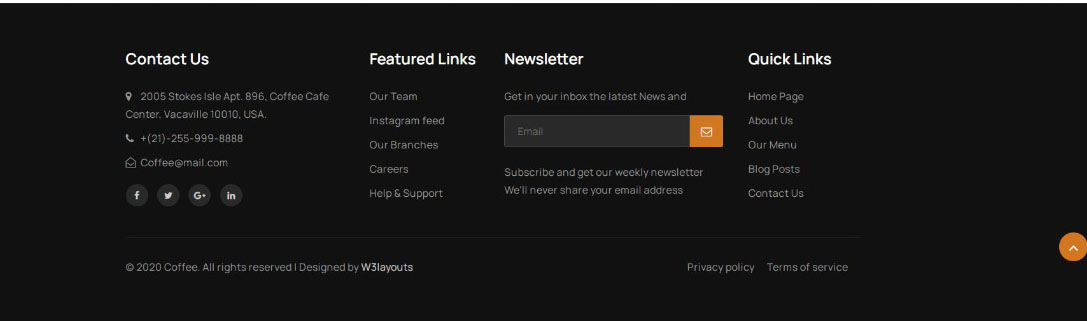 Contact Us
2005 Stokes Isle Apt. 896, Coffee Cafe
Center, Vacaville 10010, USA.
+(21)-255-999-8888
Coffee@mail.com
f G+ in
Featured Links
Our Team
Instagram feed
Our Branches
Careers
Help & Support
Newsletter
Get in your inbox the latest News and
Email
Subscribe and get our weekly newsletter
We'll never share your email address
Quick Links
Home Page
About Us
Our Menu
Blog Posts
Contact Us
© 2020 Coffee. All rights reserved | Designed by W3layouts
Privacy policy Terms of service